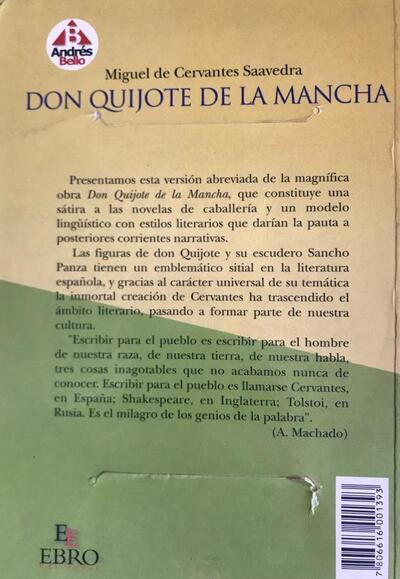 B
Andrés
Bello
Miguel de Cervantes Saavedra
DON QUIJOTE DE LA MANCHA
Presentamos esta versión abreviada de la magnífica
obra Don Quijote de la Mancha, que constituye una
sátira a las novelas de caballería y un modelo
lingüístico con estilos literarios que darían la pauta a
posteriores corrientes narrativas.
Las figuras de don Quijote y su escudero Sancho
Panza tienen un emblemático sitial en la literatura
española, y gracias al carácter universal de su temática
la inmortal creación de Cervantes ha trascendido el
ámbito literario, pasando a formar parte de nuestra
cultura.
"Escribir para el pueblo es escribir para el hombre
de nuestra raza, de nuestra tierra, de nuestra habla,
tres cosas inagotables que no acabamos nunca de
conocer. Escribir para el pueblo es llamarse Cervantes,
en España; Shakespeare, en Inglaterra; Tolstoi, en
Rusia. Es el milagro de los genios de la palabra".
(A. Machado)
EBRO
7 806616 001393